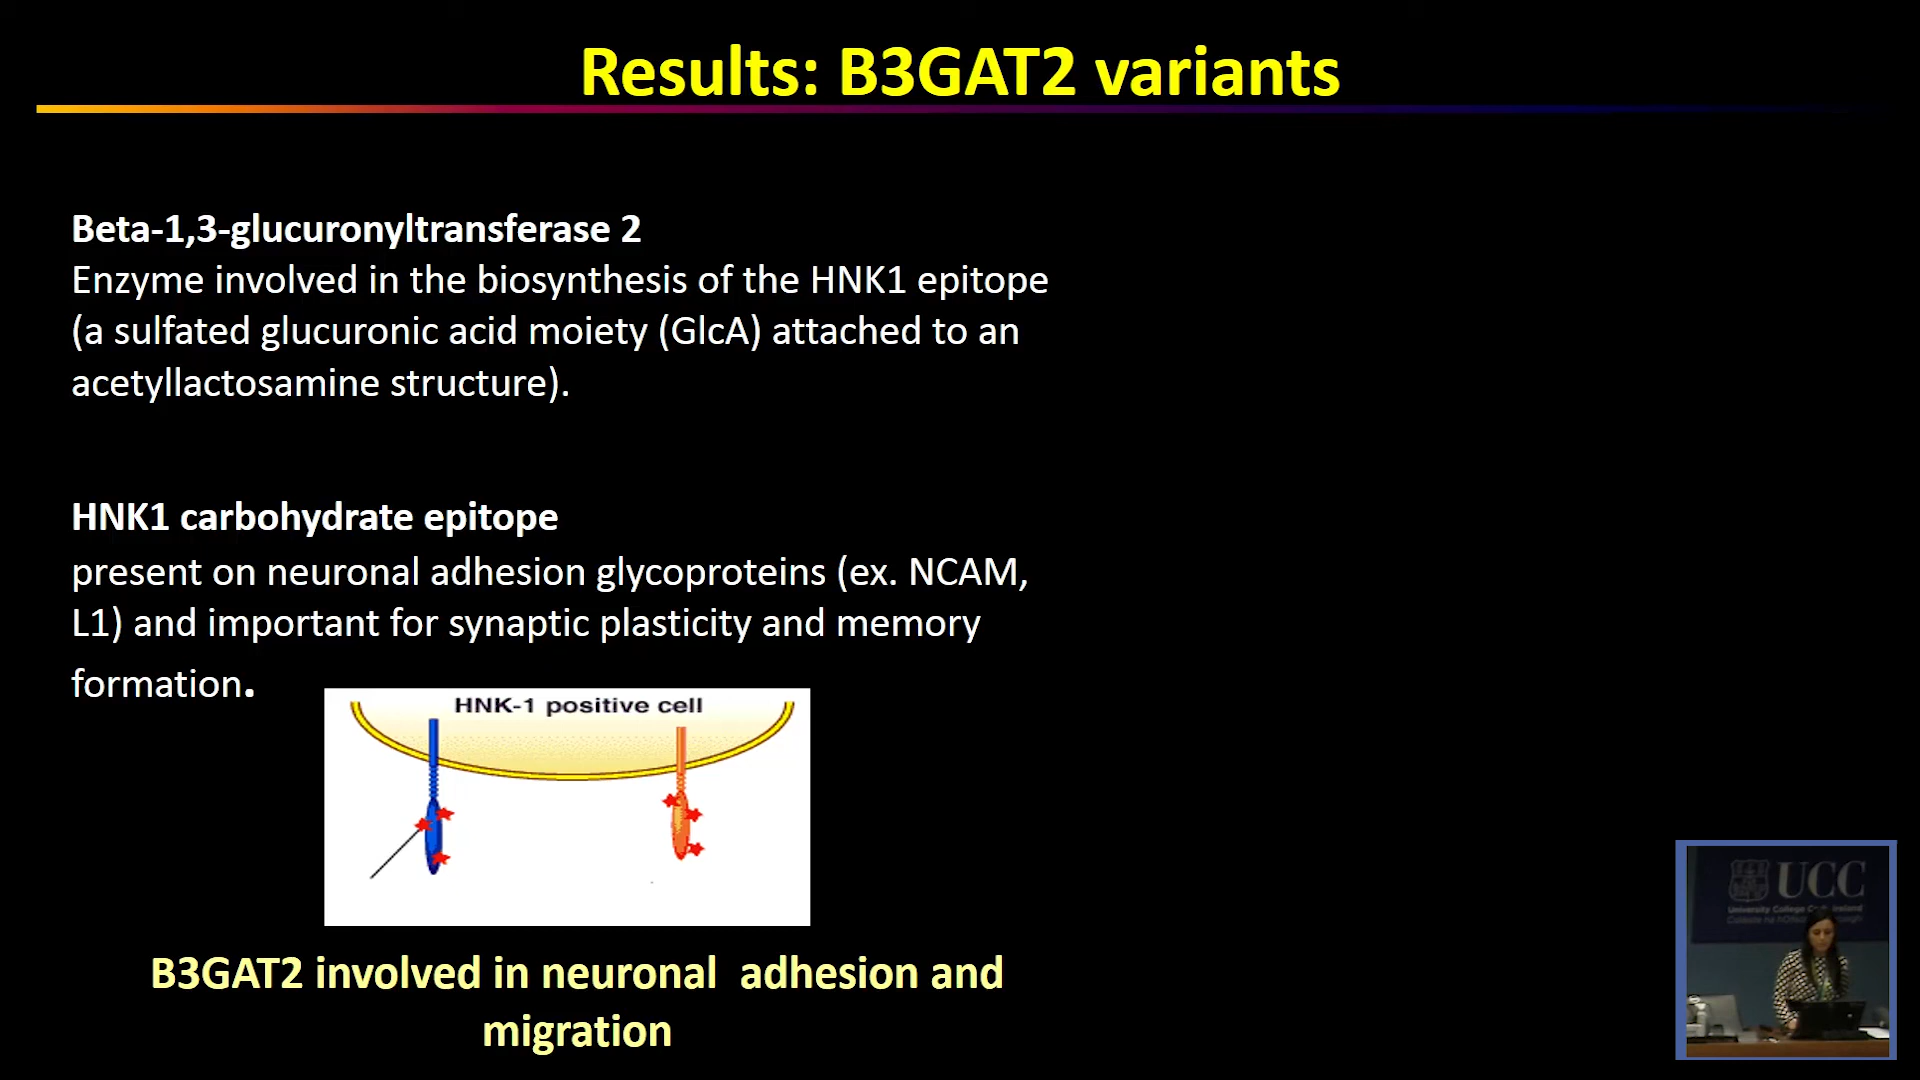 Results: B3GAT2 variants
Beta-1,3-glucuronyltransferase 2
Enzyme involved in the biosynthesis of the HNK1 epitope
(a sulfated glucuronic acid moiety (GlcA) attached to an
acetyllactosamine structure).
HNK1 carbohydrate epitope
present on neuronal adhesion glycoproteins (ex. NCAM,
L1) and important for synaptic plasticity and memory
formation.
HNK-1 positive cell
B3GAT2 involved in neuronal  adhesion and
migration
UCC
University College